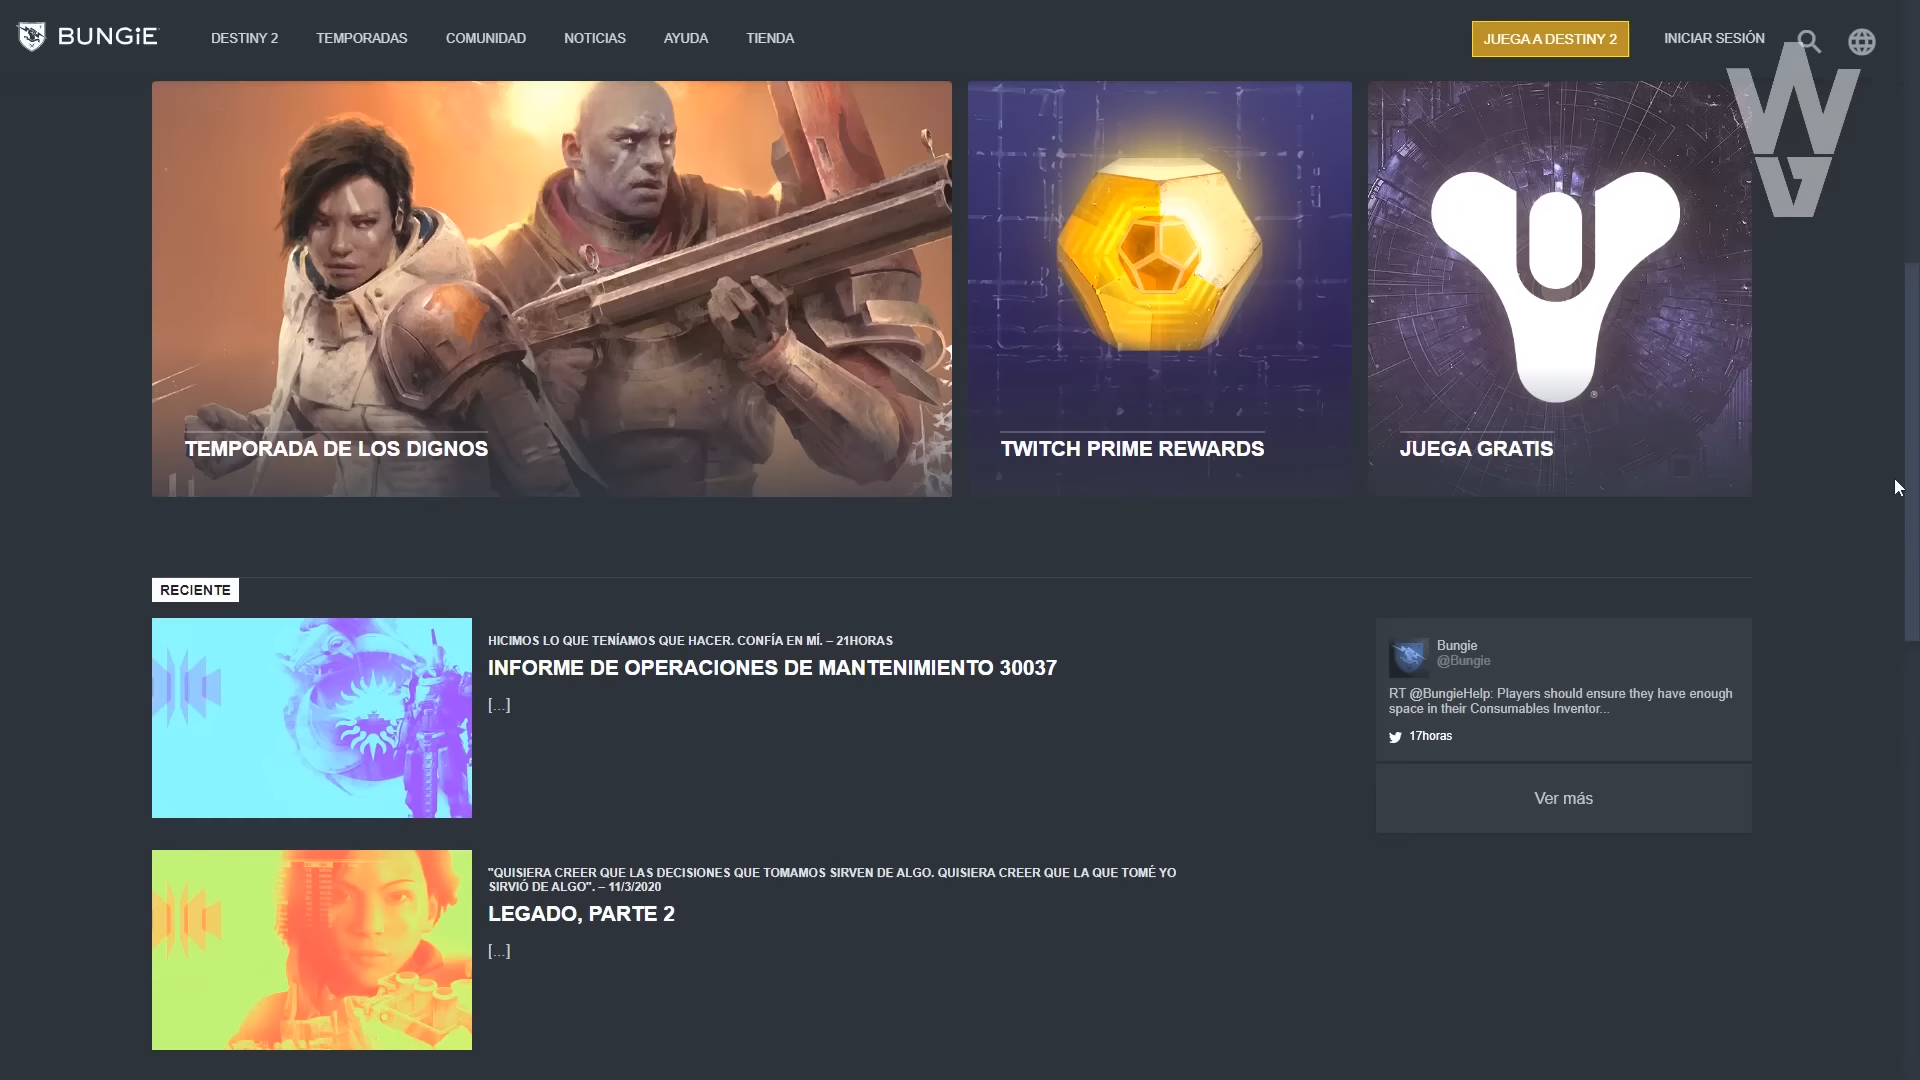 BUNGiE
DESTINY 2
TEMPORADAS
COMUNIDAD
NOTICIAS
AYUDA
TIENDA
JUEGA A DESTINY 2
INICIAR SESIÓN
WG
TEMPORADA DE LOS DIGNOS
TWITCH PRIME REWARDS
JUEGA GRATIS
RECIENTE
HICIMOS LO QUE TENÍAMOS QUE HACER. CONFÍA EN MÍ. – 21HORAS
INFORME DE OPERACIONES DE MANTENIMIENTO 30037
[...]
Bungie
@Bungie
RT @BungieHelp: Players should ensure they have enough
space in their Consumables Inventor...
17horas
Ver más
"QUISIERA CREER QUE LAS DECISIONES QUE TOMAMOS SIRVEN DE ALGO. QUISIERA CREER QUE LA QUE TOMÉ YO
SIRVIÓ DE ALGO". – 11/3/2020
LEGADO, PARTE 2
[...]